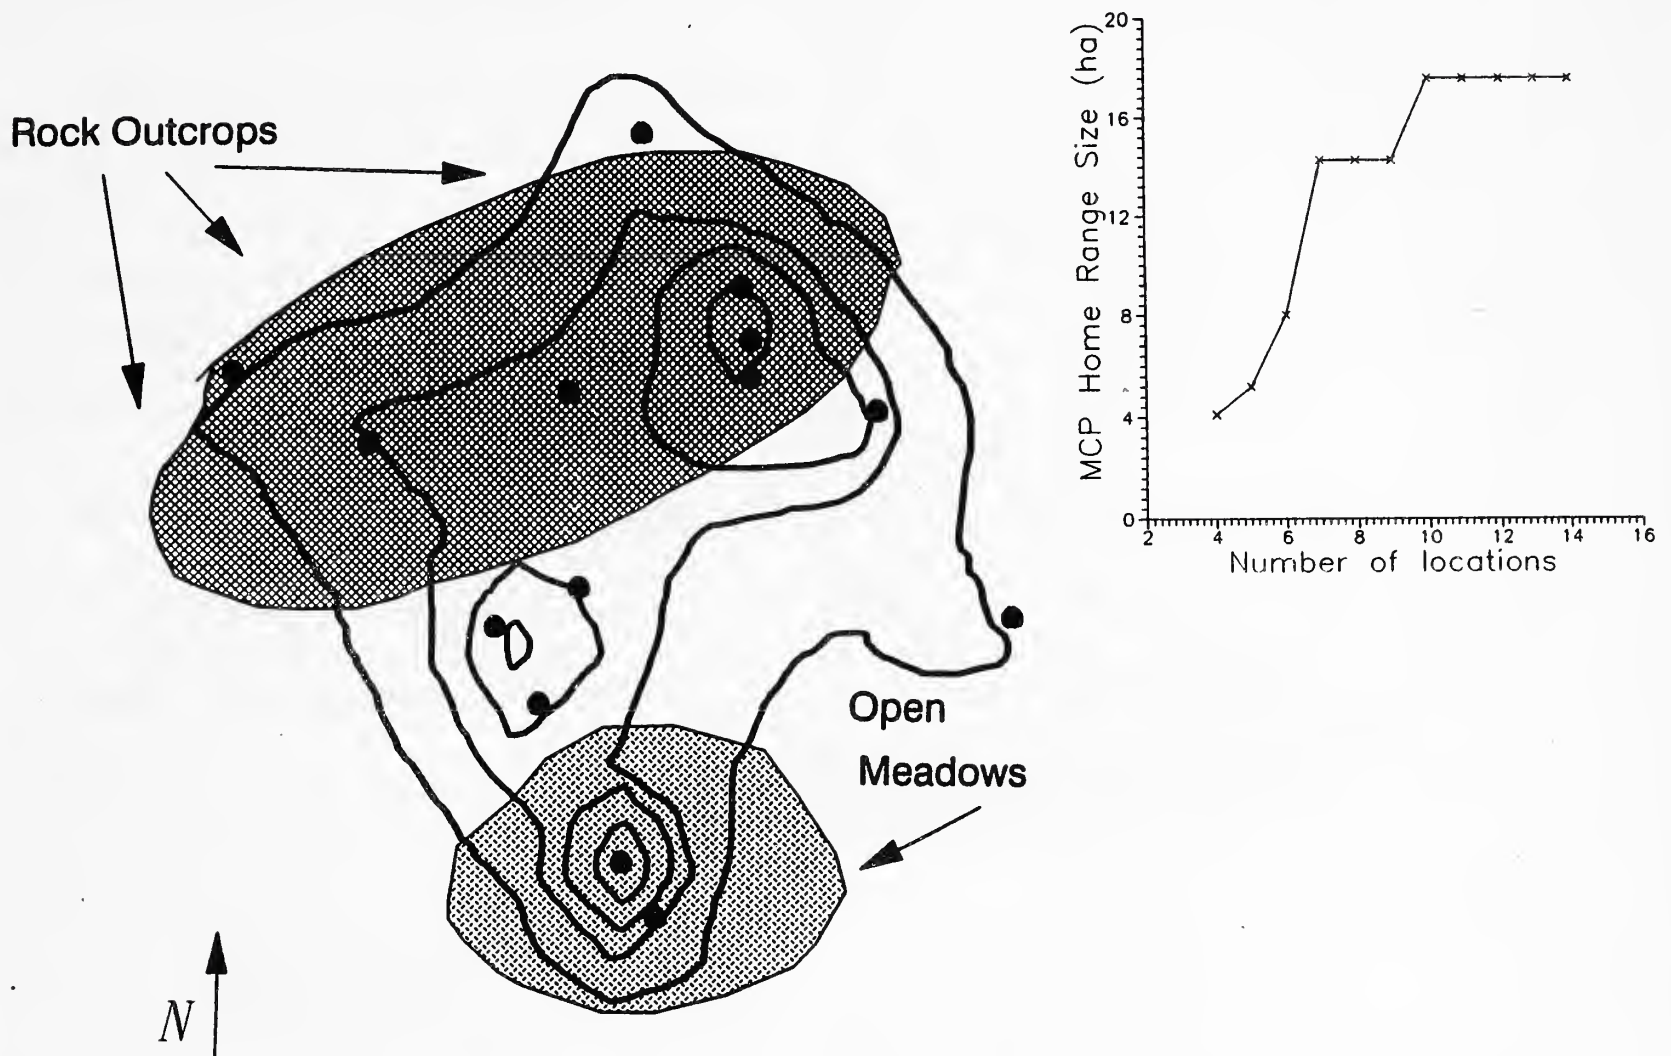 Rock Outcrops
Open
Meadows
N
MCP Home Range Size (ha)
20
16
12
8
4
0
2 4 6 8 10 12 14 16
Number of locations